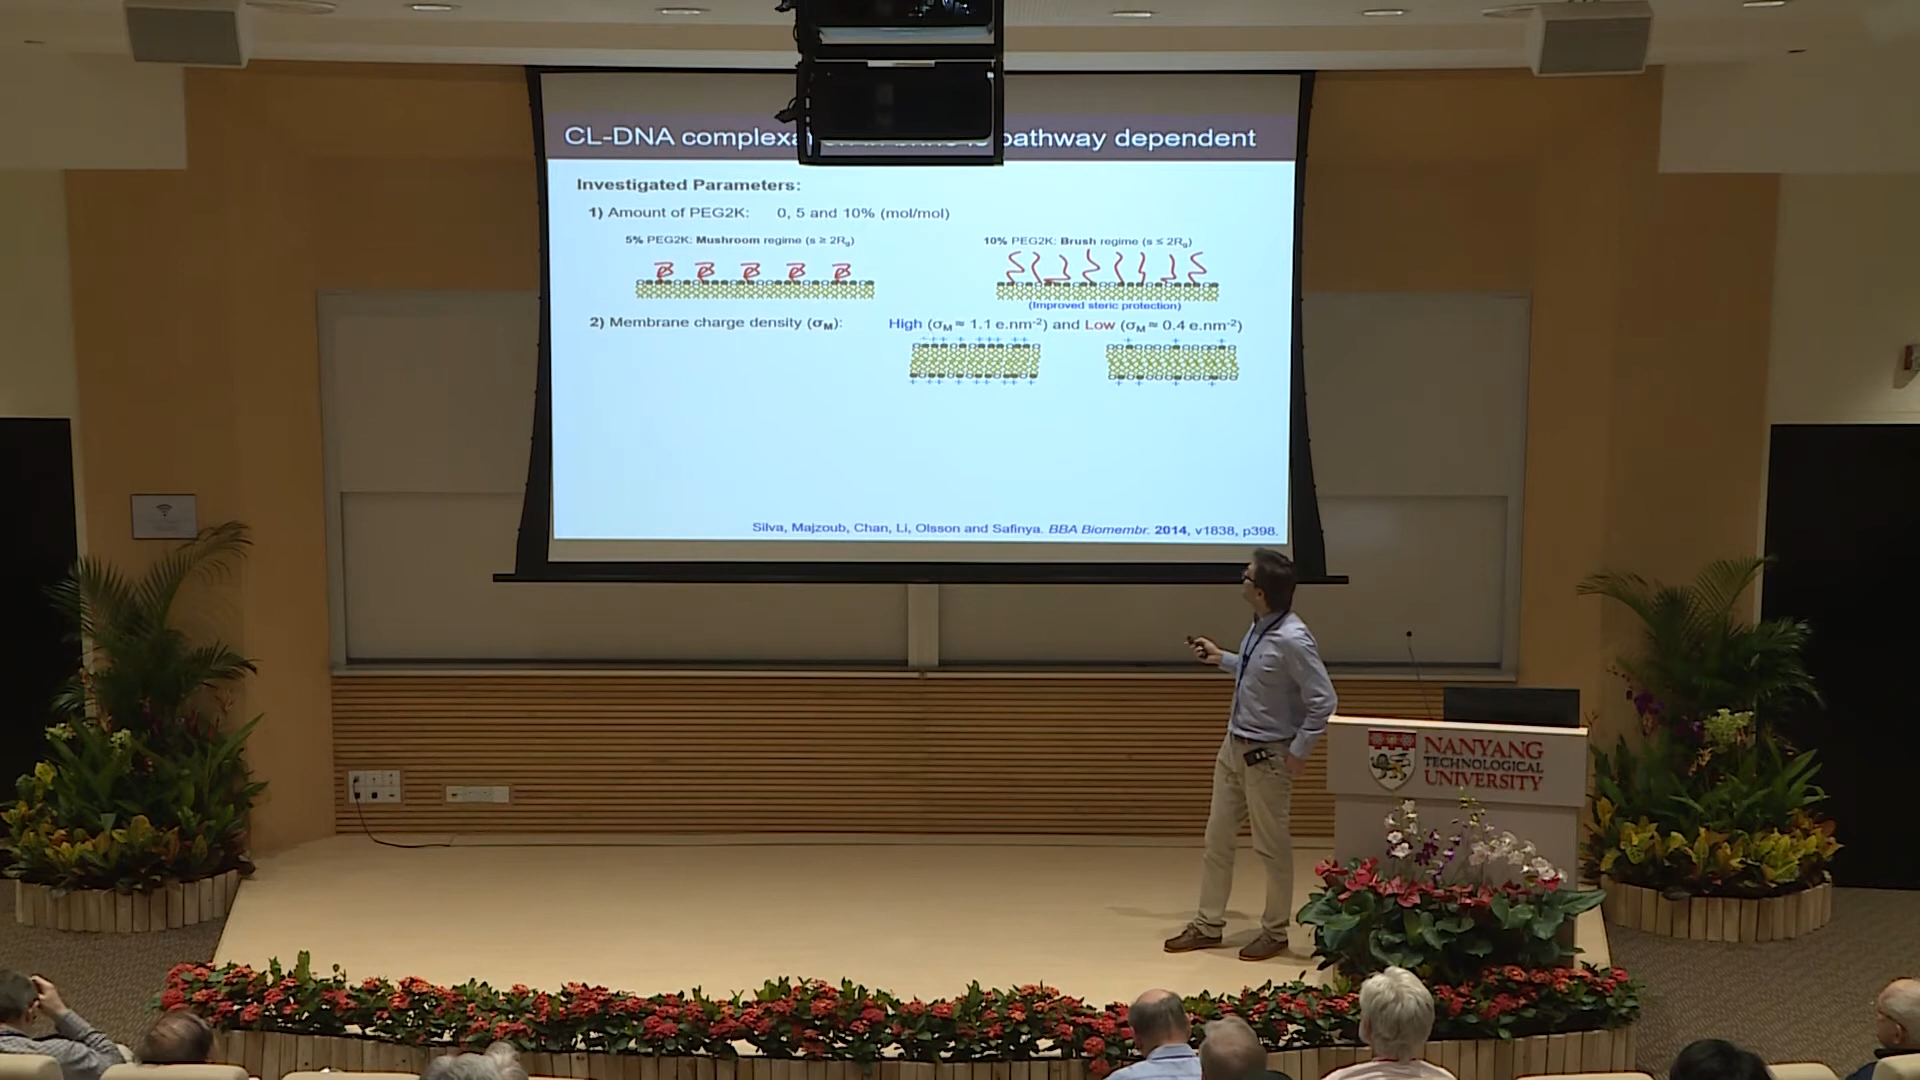 CL-DNA complexa pathway dependent
Investigated Parameters:
1) Amount of PEG2K: 0, 5 and 10% (mol/mol)
5% PEG2K: Mushroom regime (s ≥ 2Rg)
10% PEG2K: Brush regime (s ≤ 2Rg)
(Improved steric protection)
2) Membrane charge density (σM): High (σM ≈ 1.1 e.nm-2) and Low (σM ≈ 0.4 e.nm-2)
Silva, Majzoub, Chan, Li, Olsson and Safinya. BBA Biomembr. 2014, v1838, p398.
NANYANG
TECHNOLOGICAL
UNIVERSITY